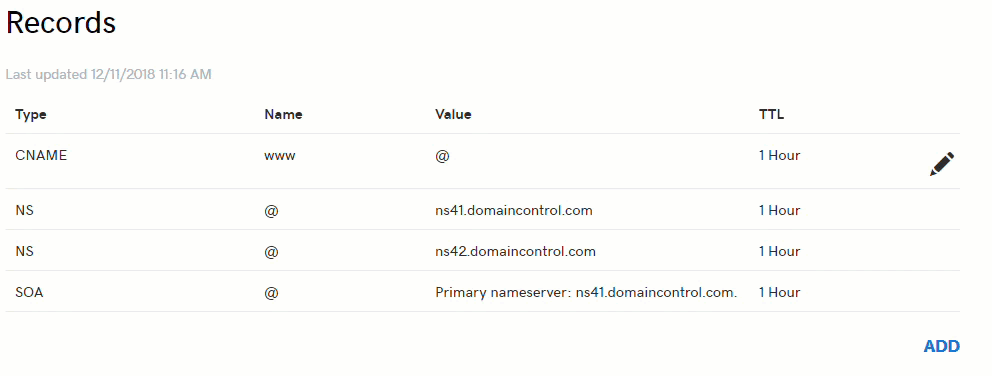 Records
Last updated 12/11/2018 11:16 AM
Type Name Value TTL
CNAME www @ 1 Hour
NS @ ns41.domaincontrol.com 1 Hour
NS @ ns42.domaincontrol.com 1 Hour
SOA @ Primary nameserver: ns41.domaincontrol.com. 1 Hour
ADD